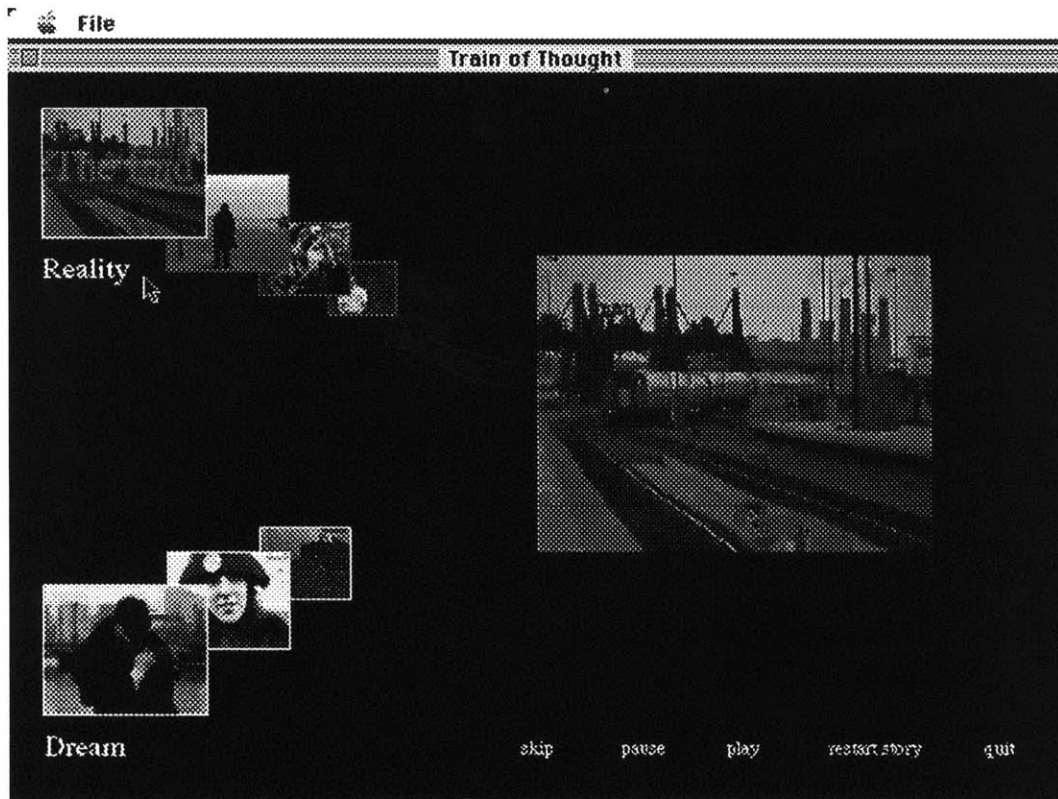 File
Train of Thought
Reality
Dream
skip pause play restart story quit